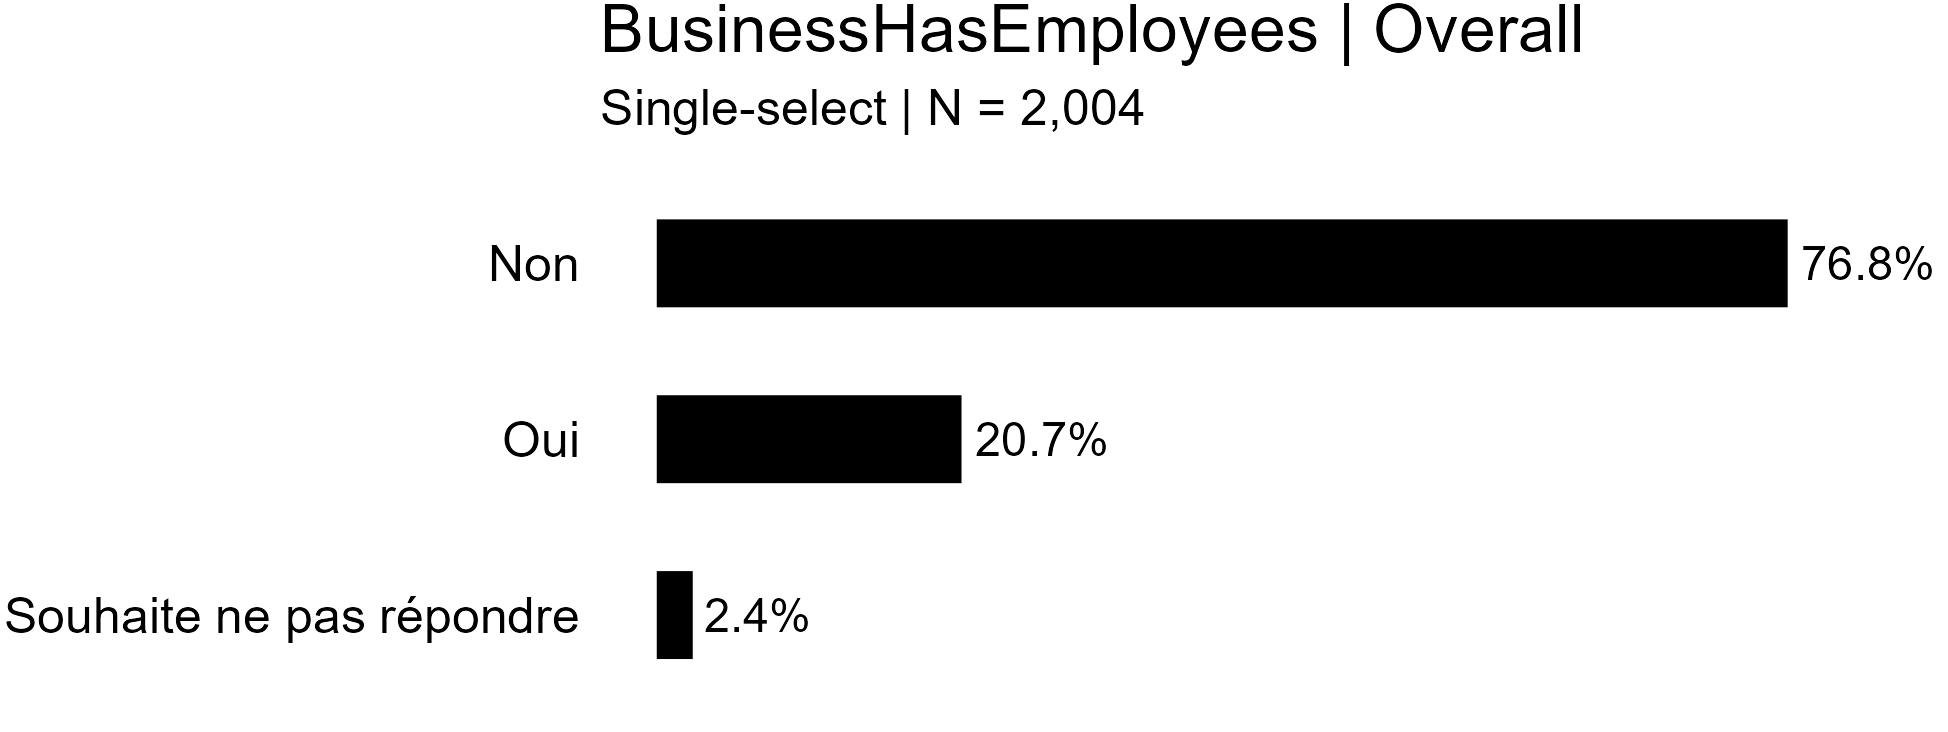 BusinessHasEmployees | Overall
Single-select | N = 2,004
Non 76.8%
Oui 20.7%
Souhaite ne pas répondre 2.4%